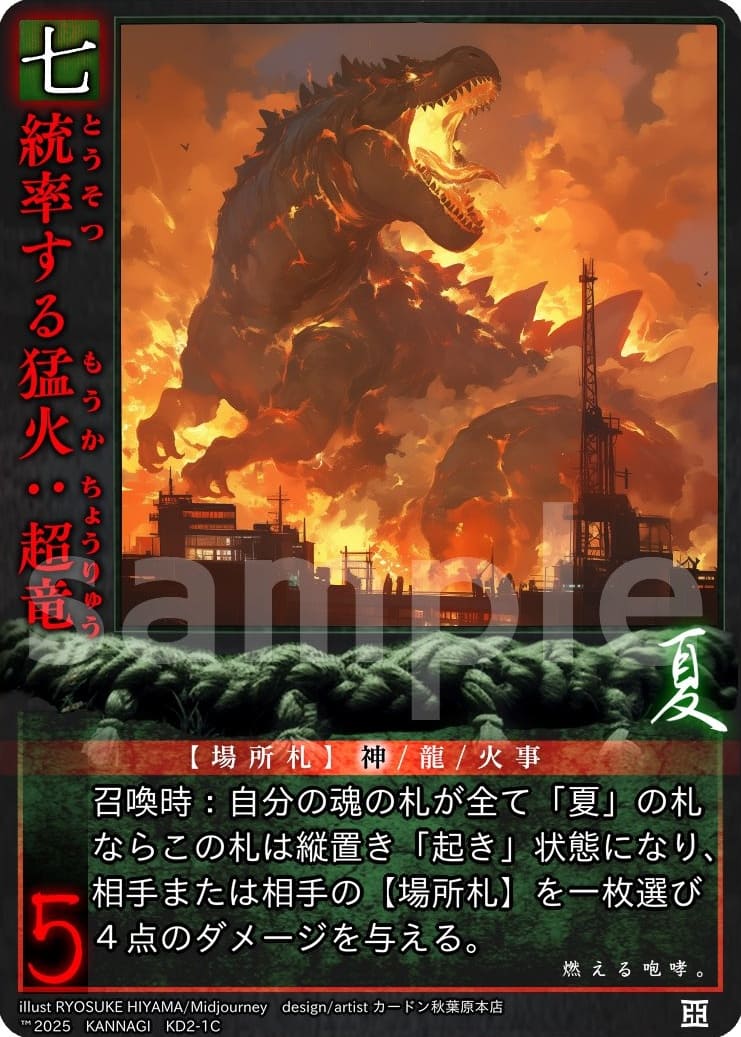 七
統率する猛火：超竜
とうそつ もうか ちょうりゅう
sample
夏
【場所札】神/龍/火事
召喚時：自分の魂の札が全て「夏」の札
ならこの札は縦置き「起き」状態になり、
相手または相手の【場所札】を一枚選び
４点のダメージを与える。
5
燃える咆哮。
illust RYOSUKE HIYAMA/Midjourney design/artist カードン秋葉原本店
™2025 KANNAGI KD2-1C